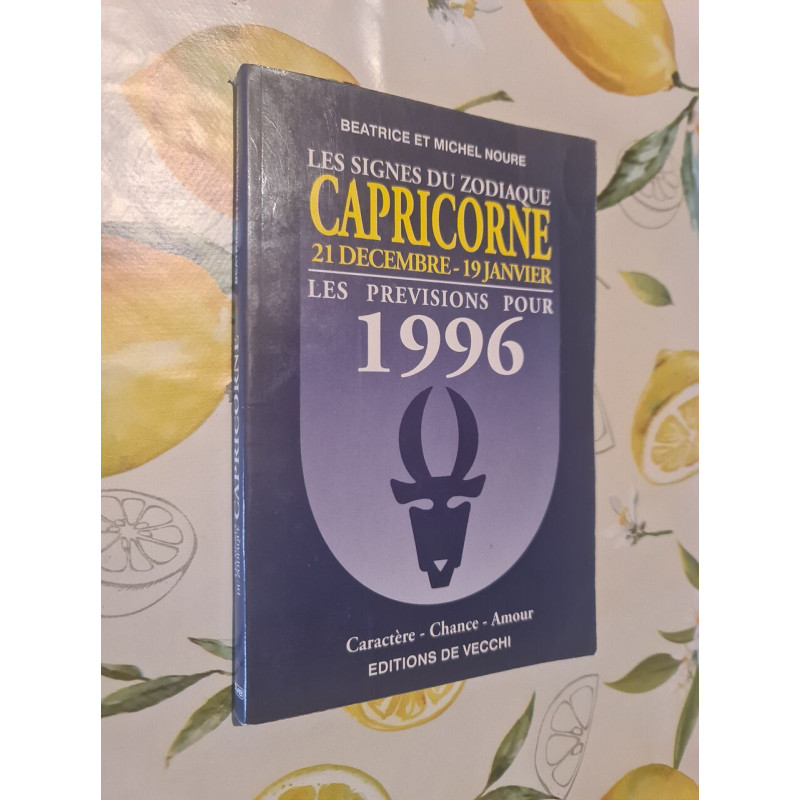 BEATRICE ET MICHEL NOURE
LES SIGNES DU ZODIAQUE
CAPRICORNE
21 DECEMBRE - 19 JANVIER
LES PREVISIONS POUR
1996
Caractère - Chance - Amour
EDITIONS DE VECCHI
CAPRICORNE